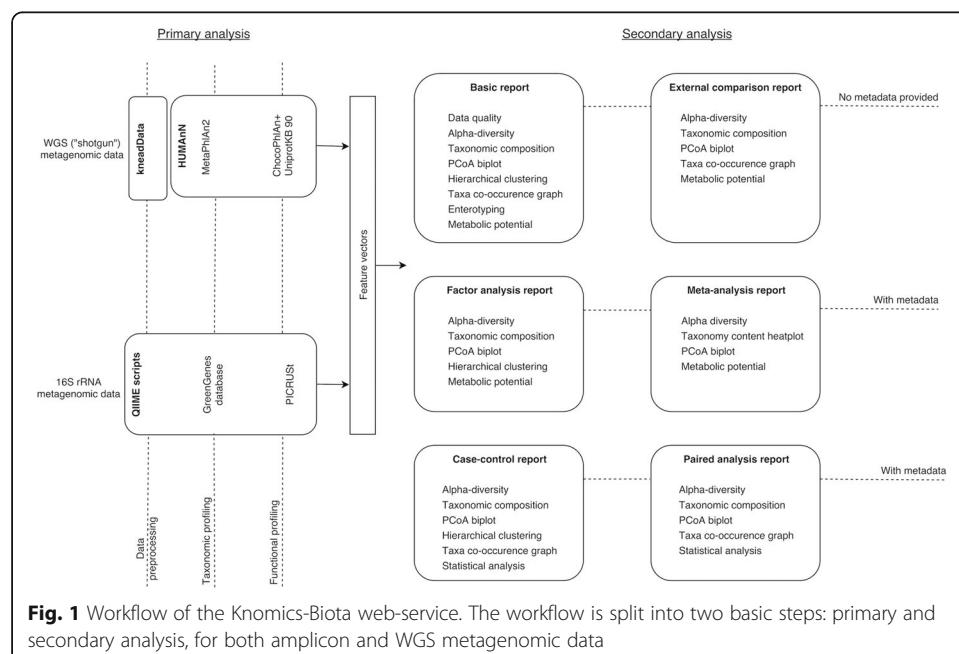 Primary analysis
Secondary analysis
WGS ("shotgun")
metagenomic data
kneadData
HUMAnN
MetaPhlAn2
ChocoPhlAn+
UniprotKB 90
16S rRNA
metagenomic data
QIIME scripts
GreenGenes
database
PICRUSt
Data
preprocessing
Taxonomic profiling
Functional profiling
Feature vectors
Basic report
Data quality
Alpha-diversity
Taxonomic composition
PCoA biplot
Hierarchical clustering
Taxa co-occurence graph
Enterotyping
Metabolic potential
External comparison report
Alpha-diversity
Taxonomic composition
PCoA biplot
Taxa co-occurence graph
Metabolic potential
No metadata provided
Factor analysis report
Alpha-diversity
Taxonomic composition
PCoA biplot
Hierarchical clustering
Metabolic potential
Meta-analysis report
Alpha diversity
Taxonomy content heatplot
PCoA biplot
Metabolic potential
With metadata
Case-control report
Alpha-diversity
Taxonomic composition
PCoA biplot
Hierarchical clustering
Taxa co-occurence graph
Statistical analysis
Paired analysis report
Alpha-diversity
Taxonomic composition
PCoA biplot
Taxa co-occurence graph
Statistical analysis
With metadata
Fig. 1 Workflow of the Knomics-Biota web-service. The workflow is split into two basic steps: primary and
secondary analysis, for both amplicon and WGS metagenomic data